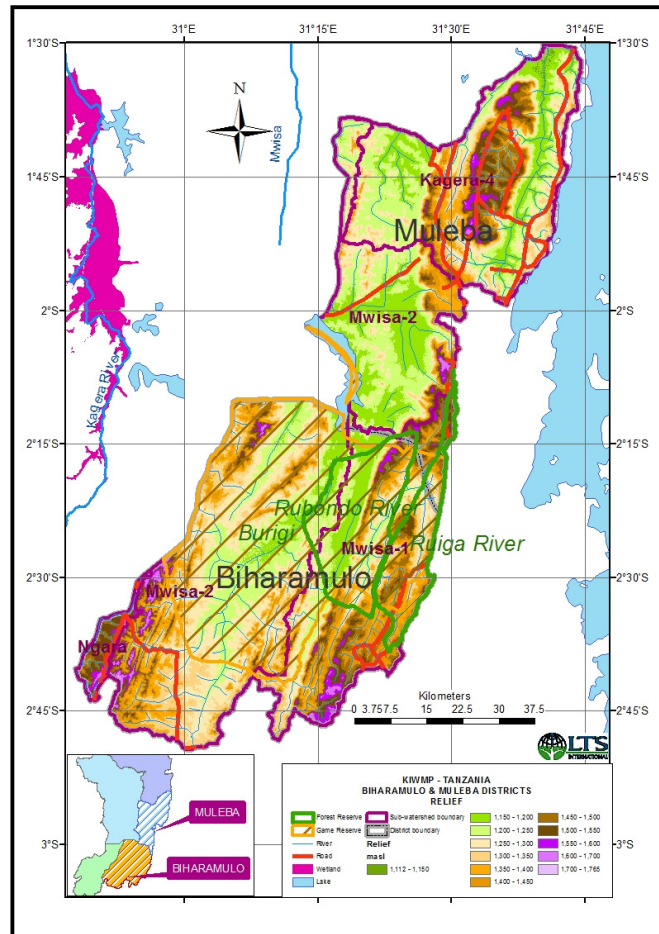 31°E 31°15'E 31°30'E 31°45'E
1°30'S 1°30'S
N
Mwisa
1°45'S 1°45'S
Kagera-4
Muleba
2°S 2°S
Mwisa-2
Kagera River
2°15'S 2°15'S
Rubondo River
Burigi
Mwisa-1
Ruiga River
Biharamulo
2°30'S 2°30'S
Mwisa-2
Ngara
Kilometers
0 3.757.5 15 22.5 30 37.5
2°45'S 2°45'S
LTS
INTERNATIONAL
MULEBA
BIHARAMULO
3°S 3°S
KIWMP - TANZANIA
BIHARAMULO & MULEBA DISTRICTS
RELIEF
Forest Reserve Sub-watershed boundary 1,150 - 1,200 1,450 - 1,500
Game Reserve District boundary 1,200 - 1,250 1,500 - 1,550
River Relief 1,250 - 1,300 1,550 - 1,600
Road masl 1,300 - 1,350 1,600 - 1,700
Wetland 1,112 - 1,150 1,350 - 1,400 1,700 - 1,765
Lake 1,400 - 1,450